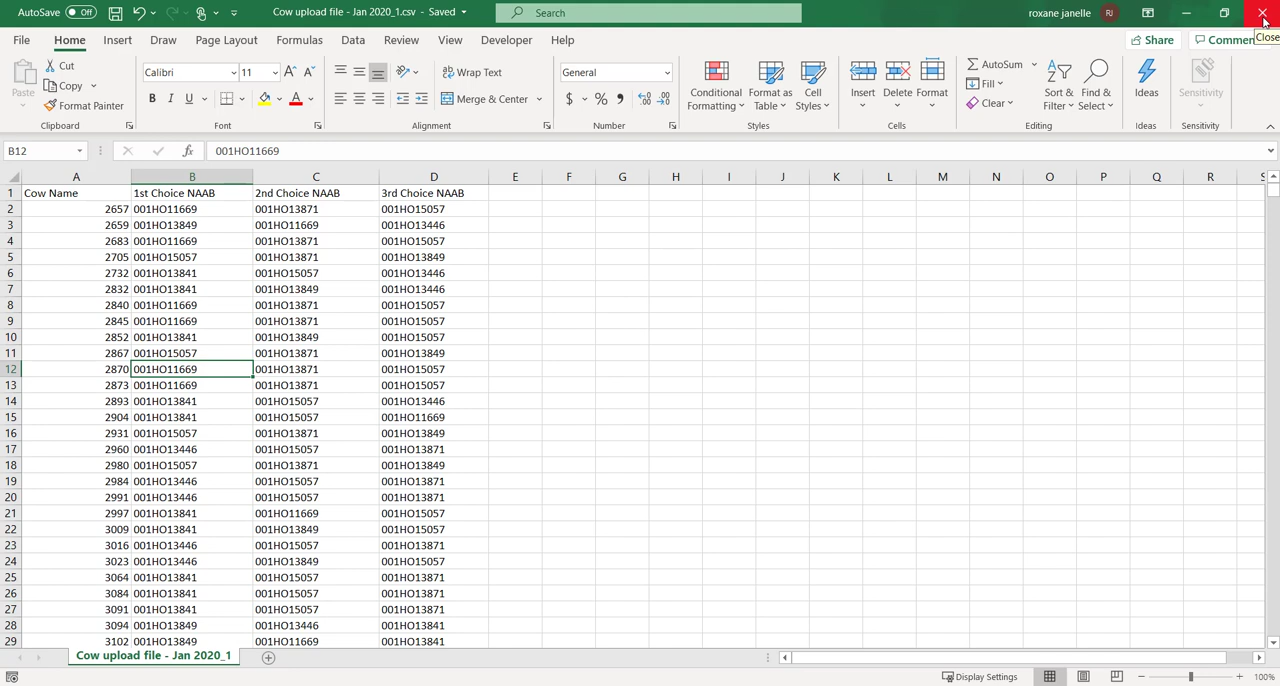 AutoSave Off Cow upload file - Jan 2020_1.csv - Saved Search roxane janelle RJ
Close
File Home Insert Draw Page Layout Formulas Data Review View Developer Help Share Commen
Paste Cut Copy Format Painter Clipboard
Calibri 11 B I U A Font
Wrap Text Merge & Center Alignment
General $ % Number
Conditional Formatting Format as Table Cell Styles Styles
Insert Delete Format Cells
AutoSum Fill Clear Sort & Filter Find & Select Editing
Ideas Ideas
Sensitivity Sensitivity
B12 fx 001HO11669
A B C D E F G H I J K L M N O P Q R S
1 Cow Name 1st Choice NAAB 2nd Choice NAAB 3rd Choice NAAB
2 2657 001HO11669 001HO13871 001HO15057
3 2659 001HO13849 001HO11669 001HO13446
4 2683 001HO11669 001HO13871 001HO15057
5 2705 001HO15057 001HO13871 001HO13849
6 2732 001HO13841 001HO15057 001HO13446
7 2832 001HO13841 001HO13849 001HO13446
8 2840 001HO11669 001HO13871 001HO15057
9 2845 001HO11669 001HO13871 001HO15057
10 2852 001HO13841 001HO13849 001HO15057
11 2867 001HO15057 001HO13871 001HO13849
12 2870 001HO11669 001HO13871 001HO15057
13 2873 001HO11669 001HO13871 001HO15057
14 2893 001HO13841 001HO15057 001HO13446
15 2904 001HO13841 001HO15057 001HO11669
16 2931 001HO15057 001HO13871 001HO13849
17 2960 001HO13446 001HO15057 001HO13871
18 2980 001HO15057 001HO13871 001HO13849
19 2984 001HO13446 001HO15057 001HO13871
20 2991 001HO13446 001HO15057 001HO13871
21 2997 001HO13841 001HO11669 001HO15057
22 3009 001HO13841 001HO13849 001HO15057
23 3016 001HO13446 001HO15057 001HO13871
24 3023 001HO13446 001HO13849 001HO15057
25 3064 001HO13841 001HO15057 001HO13871
26 3084 001HO13841 001HO15057 001HO13871
27 3091 001HO13841 001HO15057 001HO13871
28 3094 001HO13849 001HO13446 001HO13841
29 3102 001HO13849 001HO11669 001HO13841
Cow upload file - Jan 2020_1
Display Settings 100%